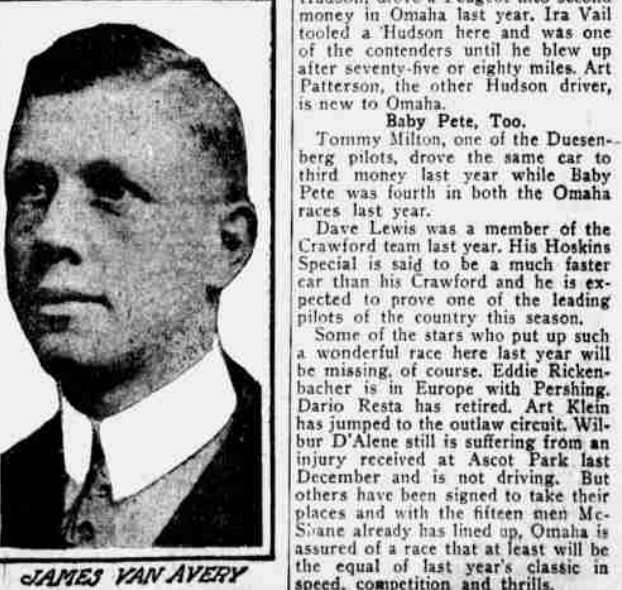 money in Omaha last year. Ira Vail
tooled a Hudson here and was one
of the contenders until he blew up
after seventy-five or eighty miles. Art
Patterson, the other Hudson driver,
is new to Omaha.
Baby Pete, Too.
Tommy Milton, one of the Duesen-
berg pilots, drove the same car to
third money last year while Baby
Pete was fourth in both the Omaha
races last year.
Dave Lewis was a member of the
Crawford team last year. His Hoskins
Special is said to be a much faster
car than his Crawford and he is ex-
pected to prove one of the leading
pilots of the country this season.
Some of the stars who put up such
a wonderful race here last year will
be missing, of course. Eddie Ricken-
bacher is in Europe with Pershing.
Dario Resta has retired. Art Klein
has jumped to the outlaw circuit. Wil-
bur D'Alene still is suffering from an
injury received at Ascot Park last
December and is not driving. But
others have been signed to take their
places and with the fifteen men Mc-
Shane already has lined up, Omaha is
assured of a race that at least will be
the equal of last year's classic in
speed, competition and thrills.
JAMES VAN AVERY